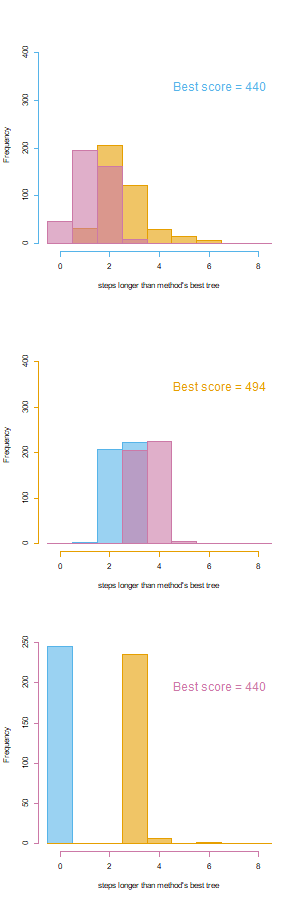 Best score = 440
Frequency
0 100 200 300 400
0 2 4 6 8
steps longer than method's best tree
Best score = 494
Frequency
0 100 200 300 400
0 2 4 6 8
steps longer than method's best tree
Best score = 440
Frequency
0 50 100 150 200 250
0 2 4 6 8
steps longer than method's best tree